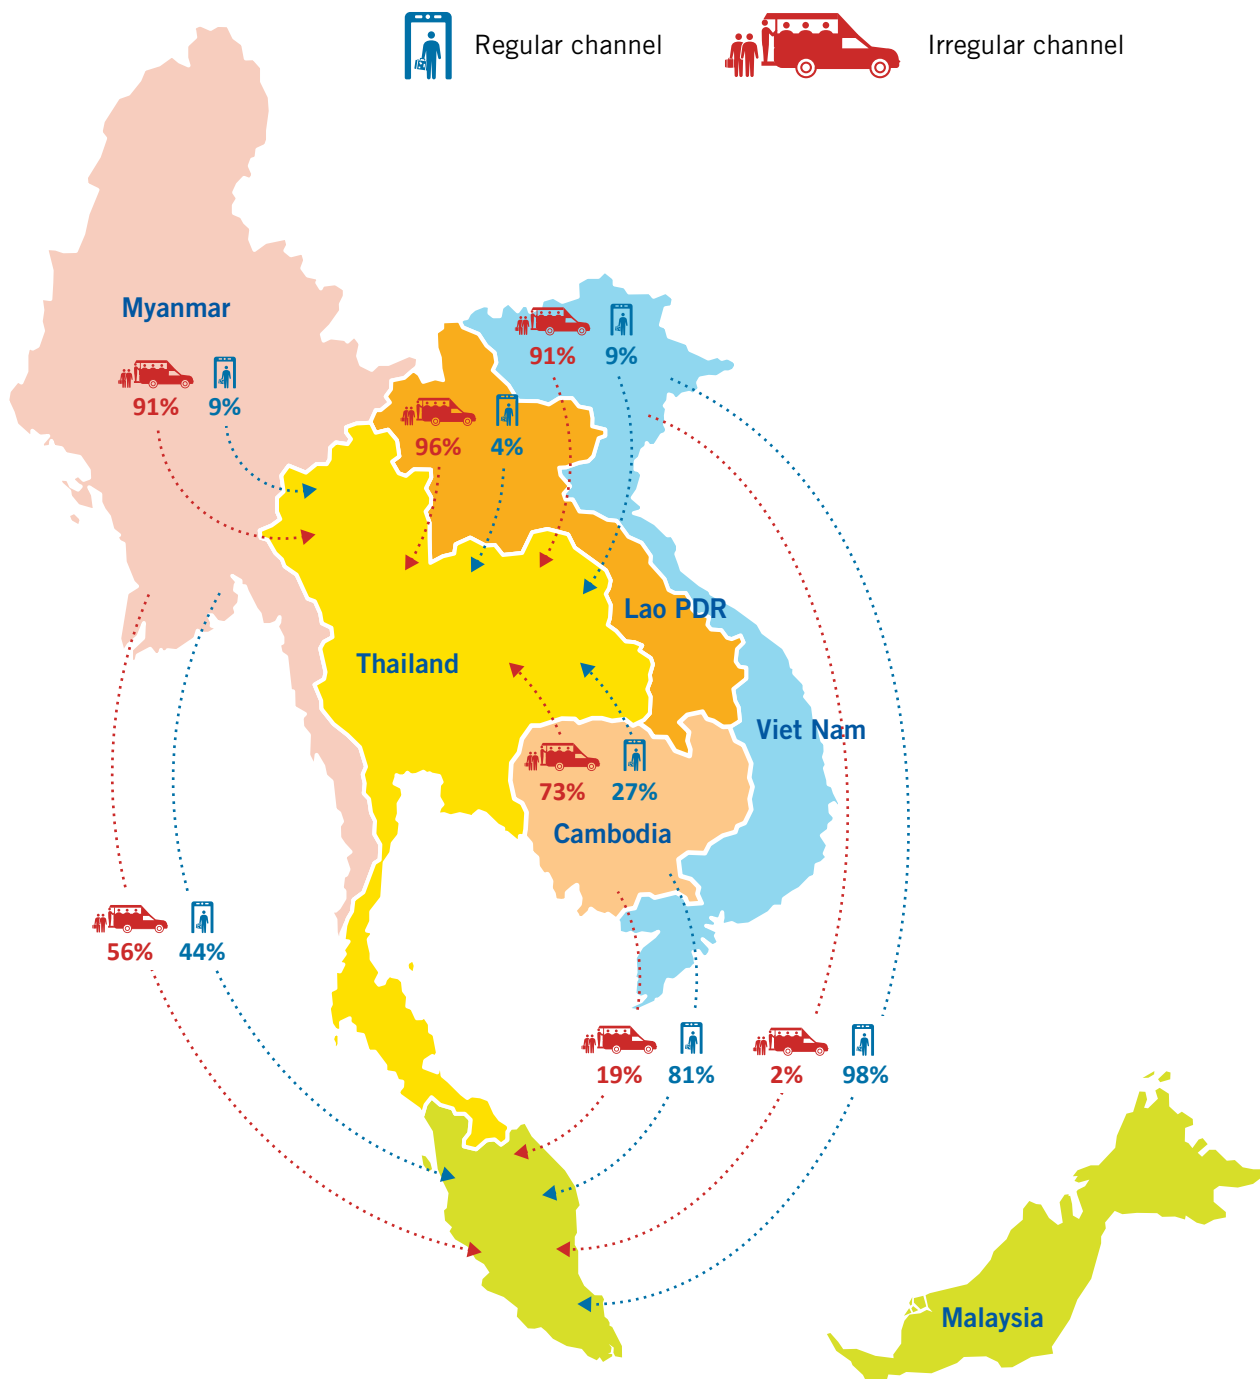 Regular channel
Irregular channel
Myanmar
91% 9%
91% 9%
96% 4%
Lao PDR
Thailand
Viet Nam
73% 27%
Cambodia
56% 44%
19% 81% 2% 98%
Malaysia